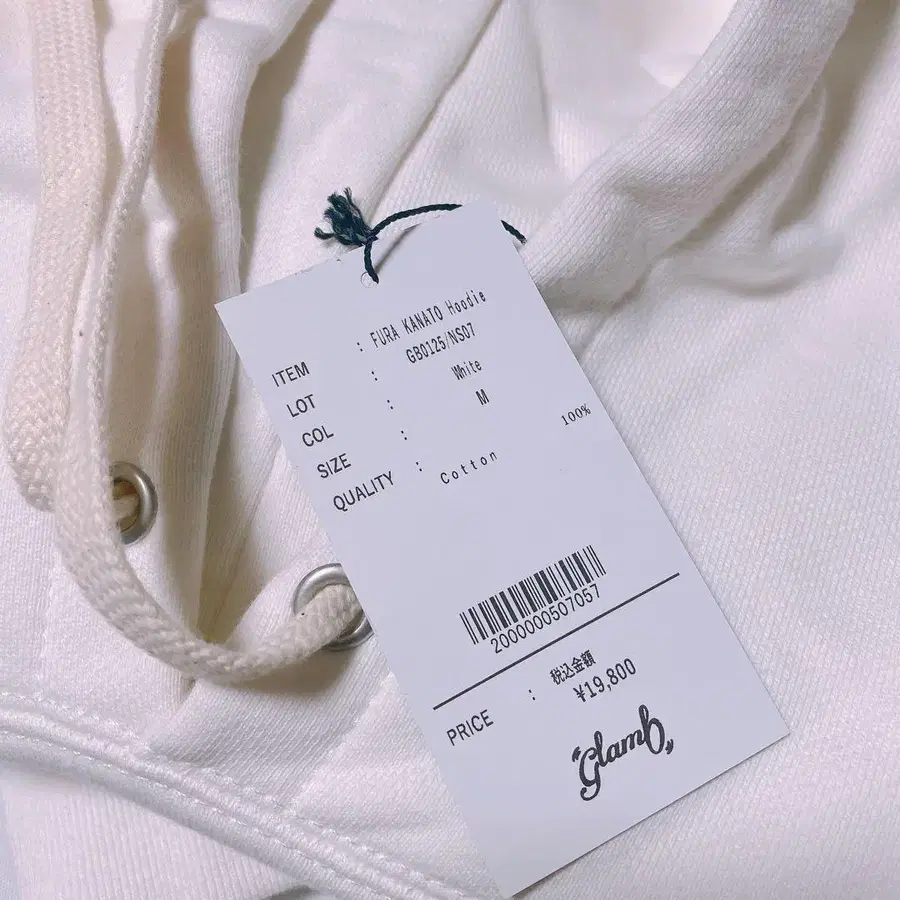 ITEM : FURA KANATO Hoodie
LOT : GB0125/NS07
COL : White
SIZE : M
QUALITY : Cotton 100%
2000000507057
PRICE : 税込金額
¥19,800
"glamb"